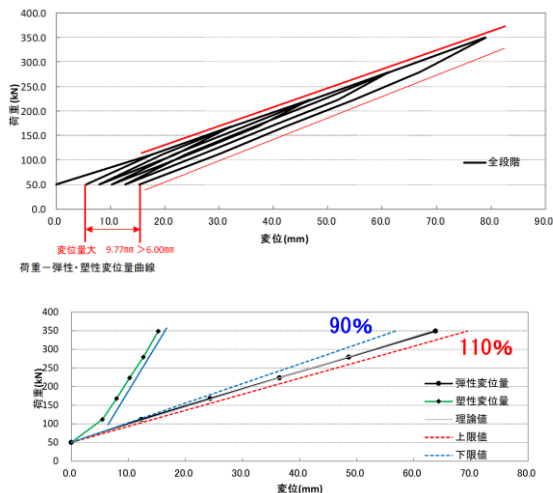 400.0
350.0
300.0
250.0
200.0
150.0
100.0
50.0
0.0
荷重(kN)
全段階
0.0 10.0 20.0 30.0 40.0 50.0 60.0 70.0 80.0 90.0
変位量大 9.77mm >6.00mm
変位(mm)
荷重－弾性・塑性変位量曲線
400
350
300
250
200
150
100
50
0
荷重(kN)
90%
110%
弾性変位量
塑性変位量
理論値
上限値
下限値
0.0 10.0 20.0 30.0 40.0 50.0 60.0 70.0 80.0
変位(mm)